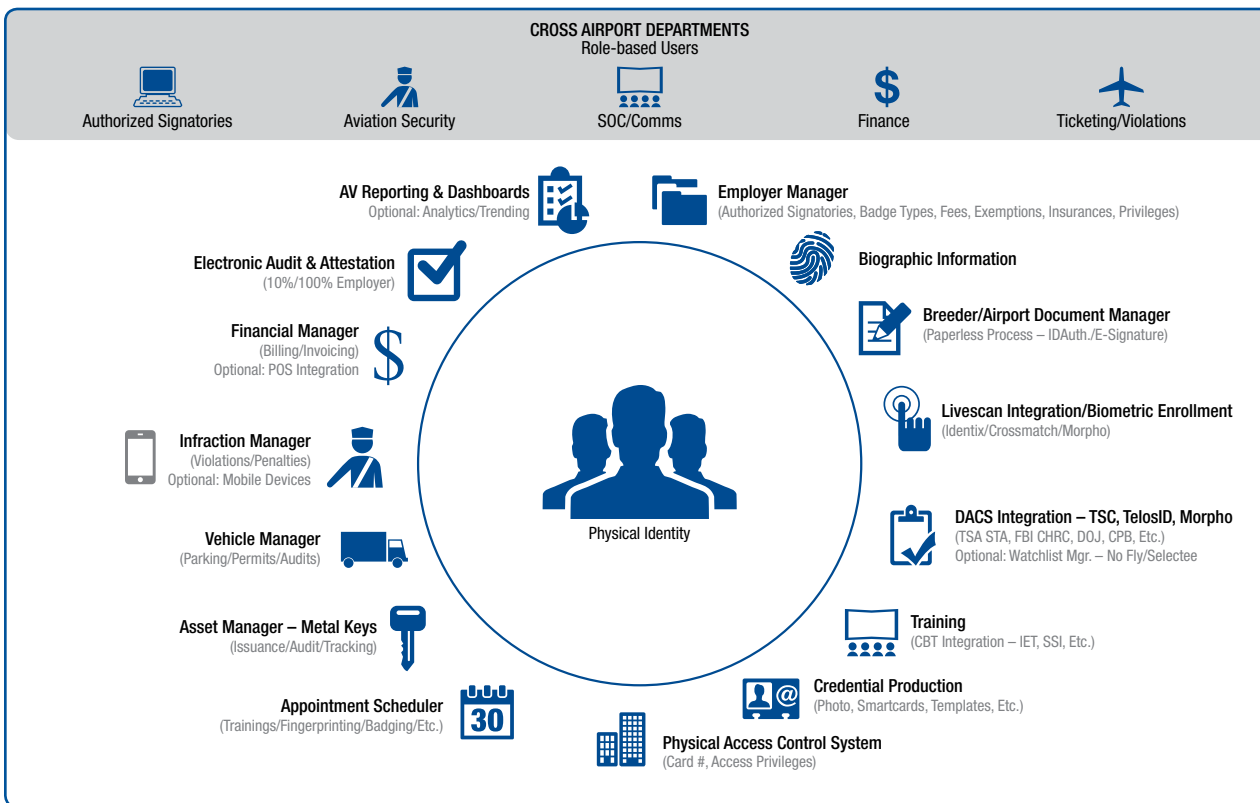 CROSS AIRPORT DEPARTMENTS
Role-based Users
Authorized Signatories
Aviation Security
SOC/Comms
$
Finance
Ticketing/Violations
AV Reporting & Dashboards
Optional: Analytics/Trending
Employer Manager
(Authorized Signatories, Badge Types, Fees, Exemptions, Insurances, Privileges)
Electronic Audit & Attestation
(10%/100% Employer)
Biographic Information
Financial Manager
(Billing/Invoicing)
Optional: POS Integration
$
Breeder/Airport Document Manager
(Paperless Process – IDAuth./E-Signature)
Infraction Manager
(Violations/Penalties)
Optional: Mobile Devices
Livescan Integration/Biometric Enrollment
(Identix/Crossmatch/Morpho)
Physical Identity
Vehicle Manager
(Parking/Permits/Audits)
DACS Integration – TSC, TelosID, Morpho
(TSA STA, FBI CHRC, DOJ, CPB, Etc.)
Optional: Watchlist Mgr. – No Fly/Selectee
Asset Manager – Metal Keys
(Issuance/Audit/Tracking)
Training
(CBT Integration – IET, SSI, Etc.)
Appointment Scheduler
(Trainings/Fingerprinting/Badging/Etc.)
30
@
Credential Production
(Photo, Smartcards, Templates, Etc.)
Physical Access Control System
(Card #, Access Privileges)